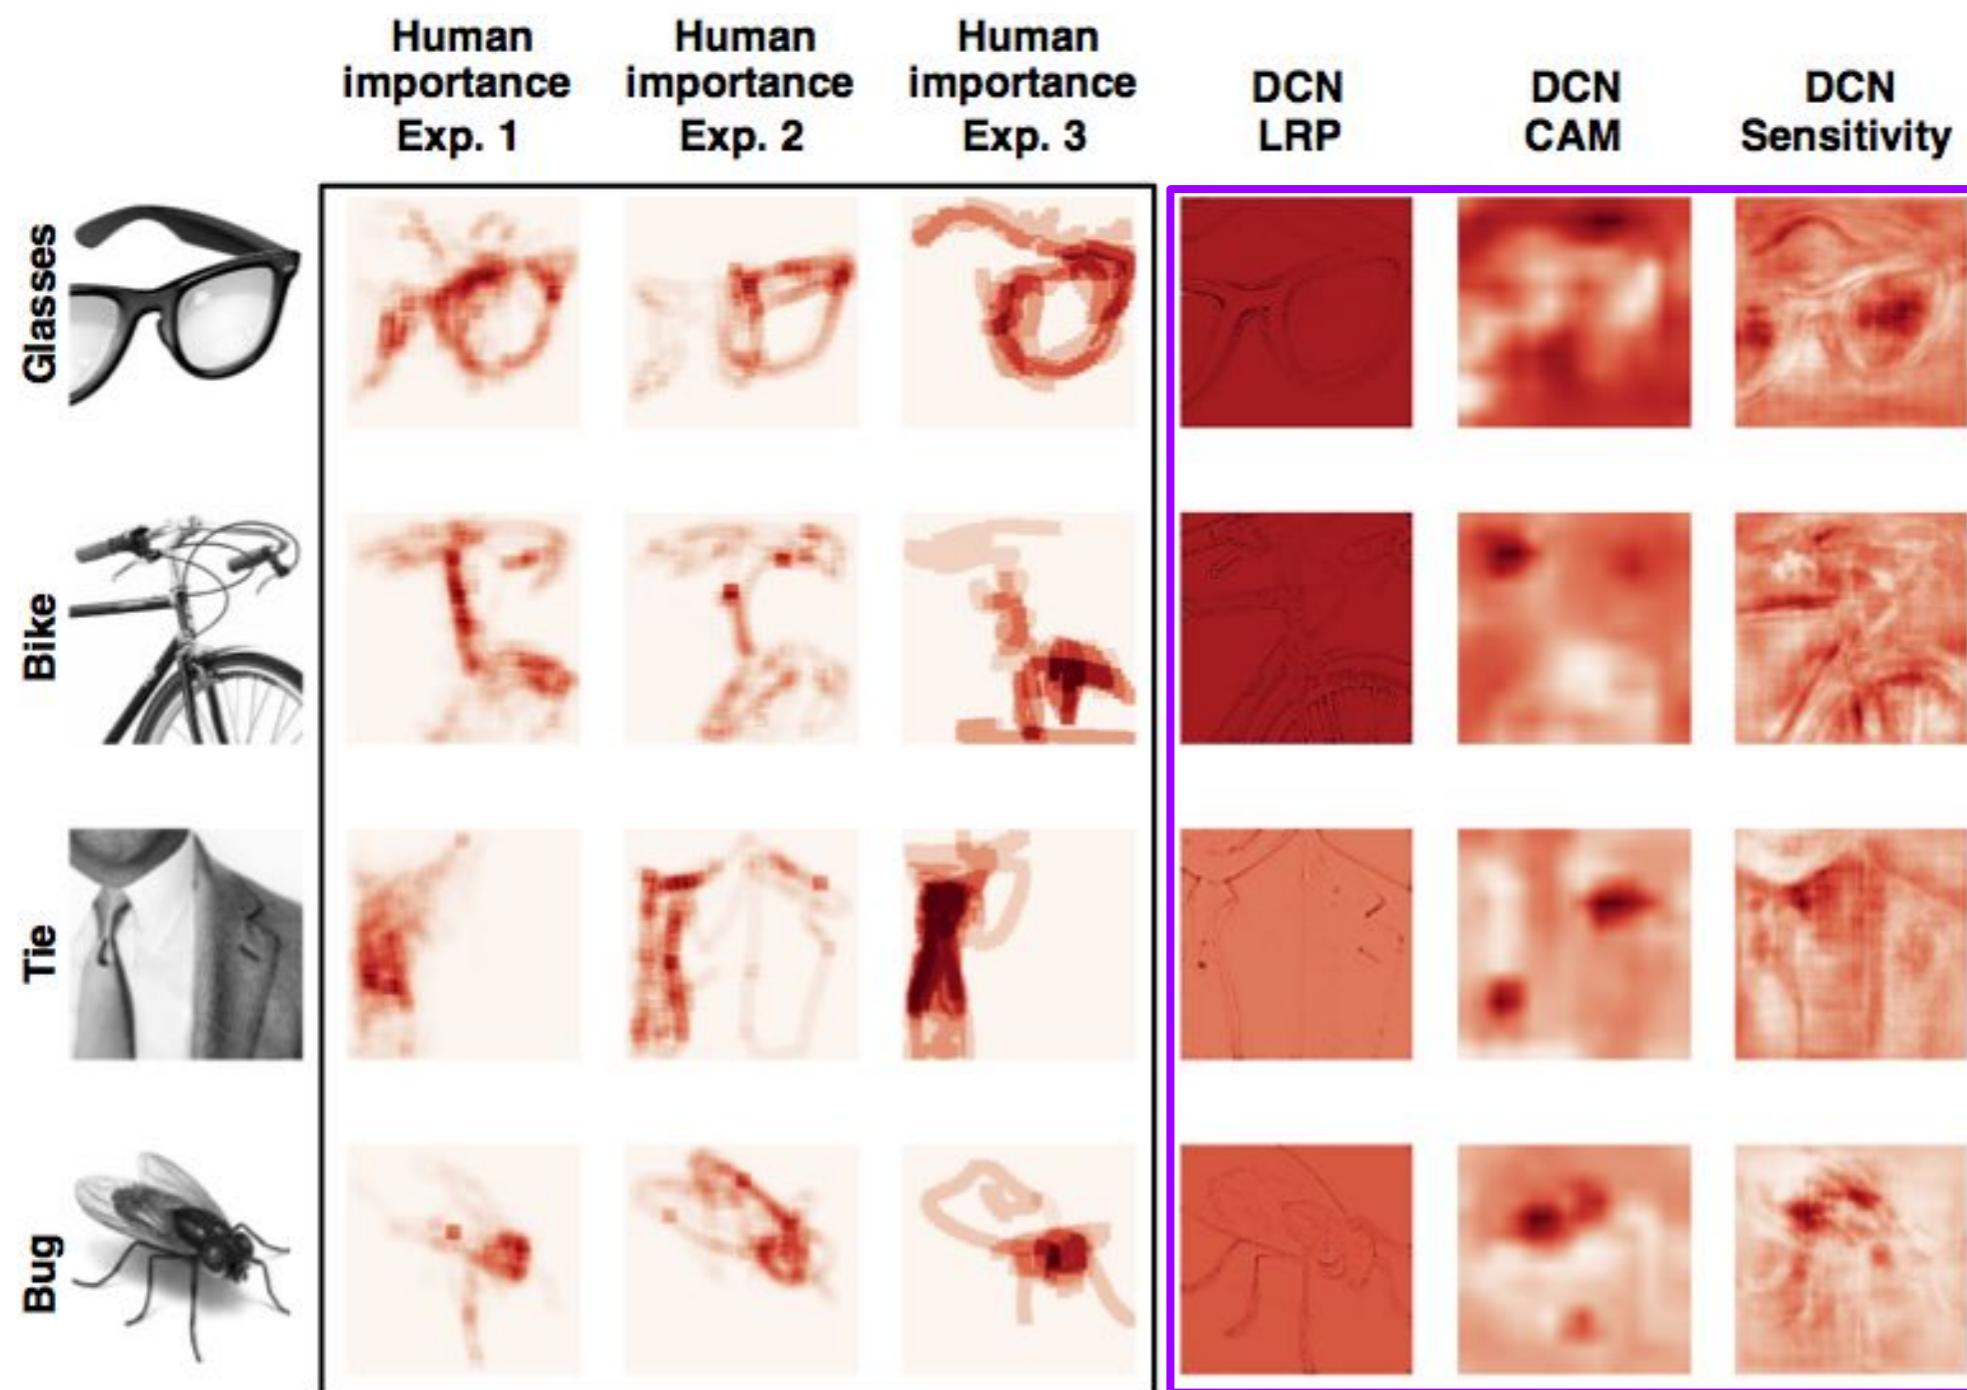 Human
importance
Exp. 1
Human
importance
Exp. 2
Human
importance
Exp. 3
DCN
LRP
DCN
CAM
DCN
Sensitivity
Glasses
Bike
Tie
Bug